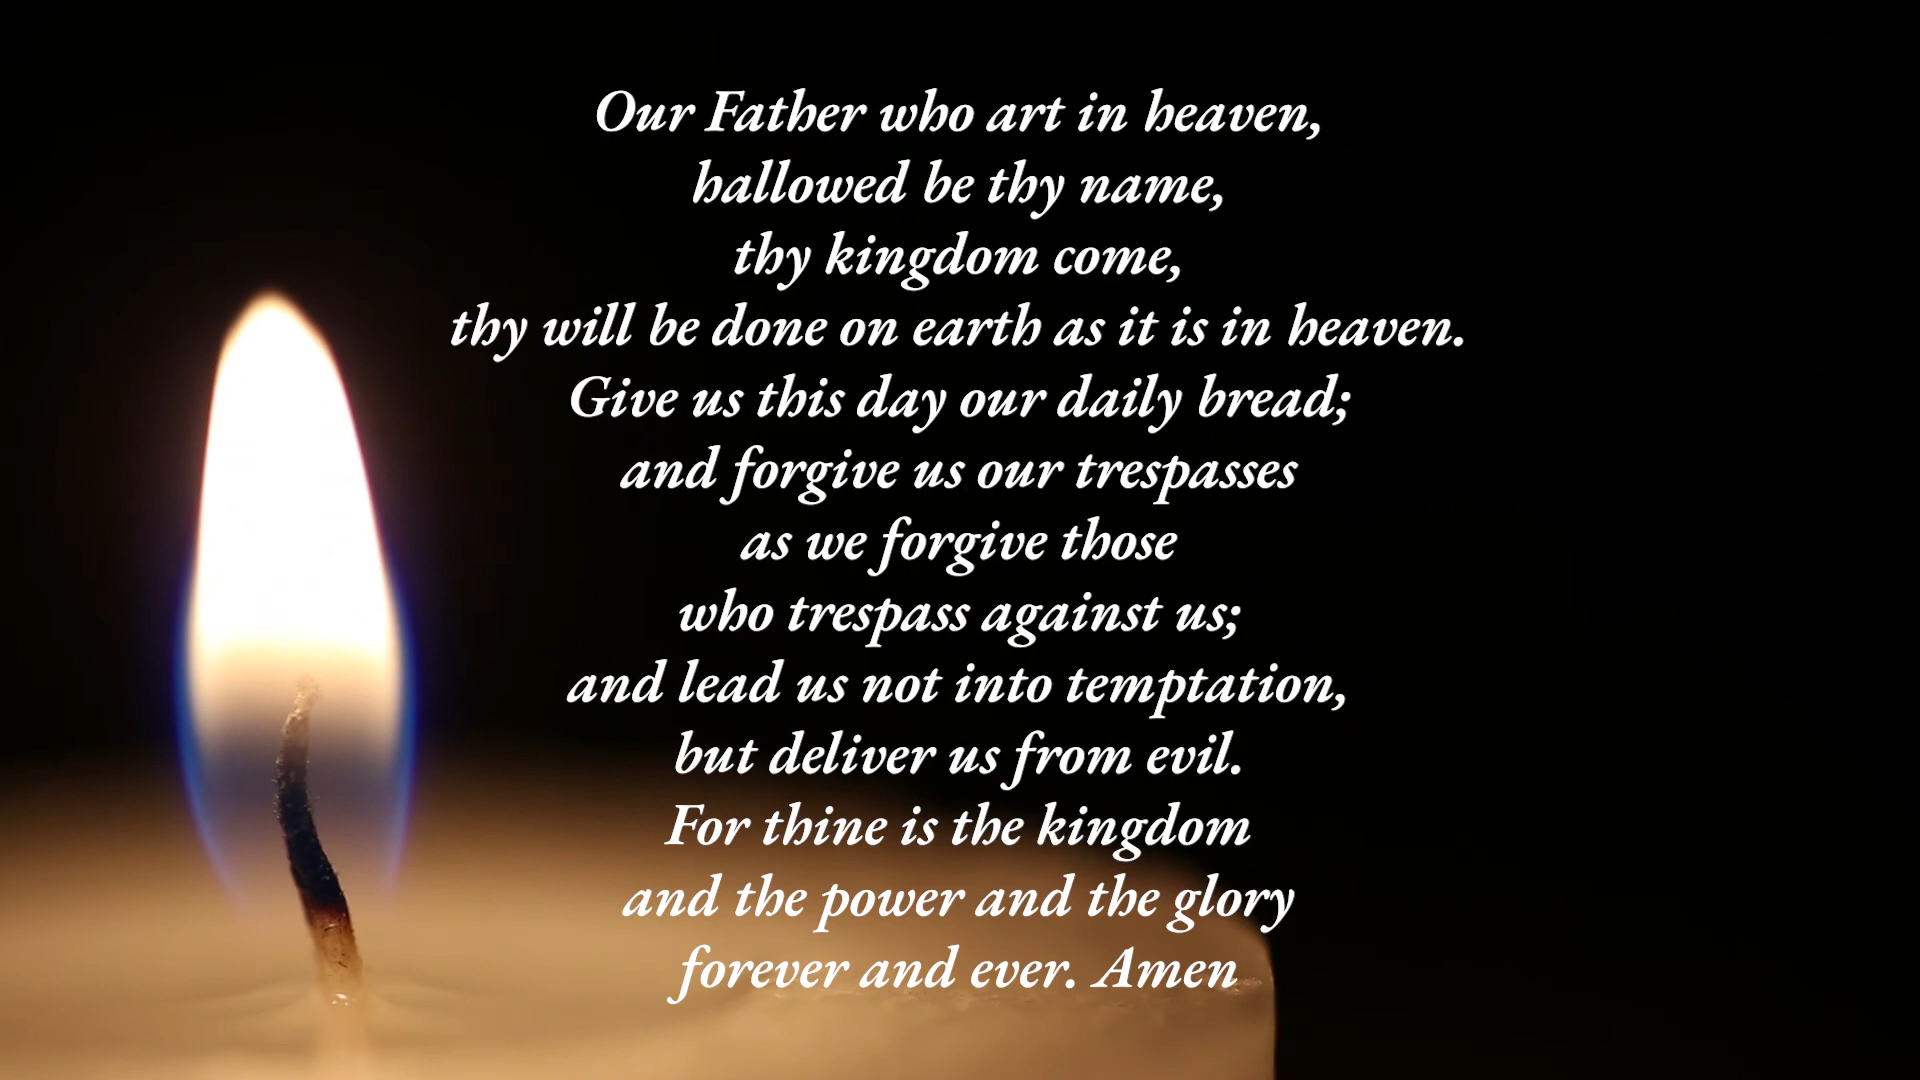 Our Father who art in heaven,
hallowed be thy name,
thy kingdom come,
thy will be done on earth as it is in heaven.
Give us this day our daily bread;
and forgive us our trespasses
as we forgive those
who trespass against us;
and lead us not into temptation,
but deliver us from evil.
For thine is the kingdom
and the power and the glory
forever and ever. Amen